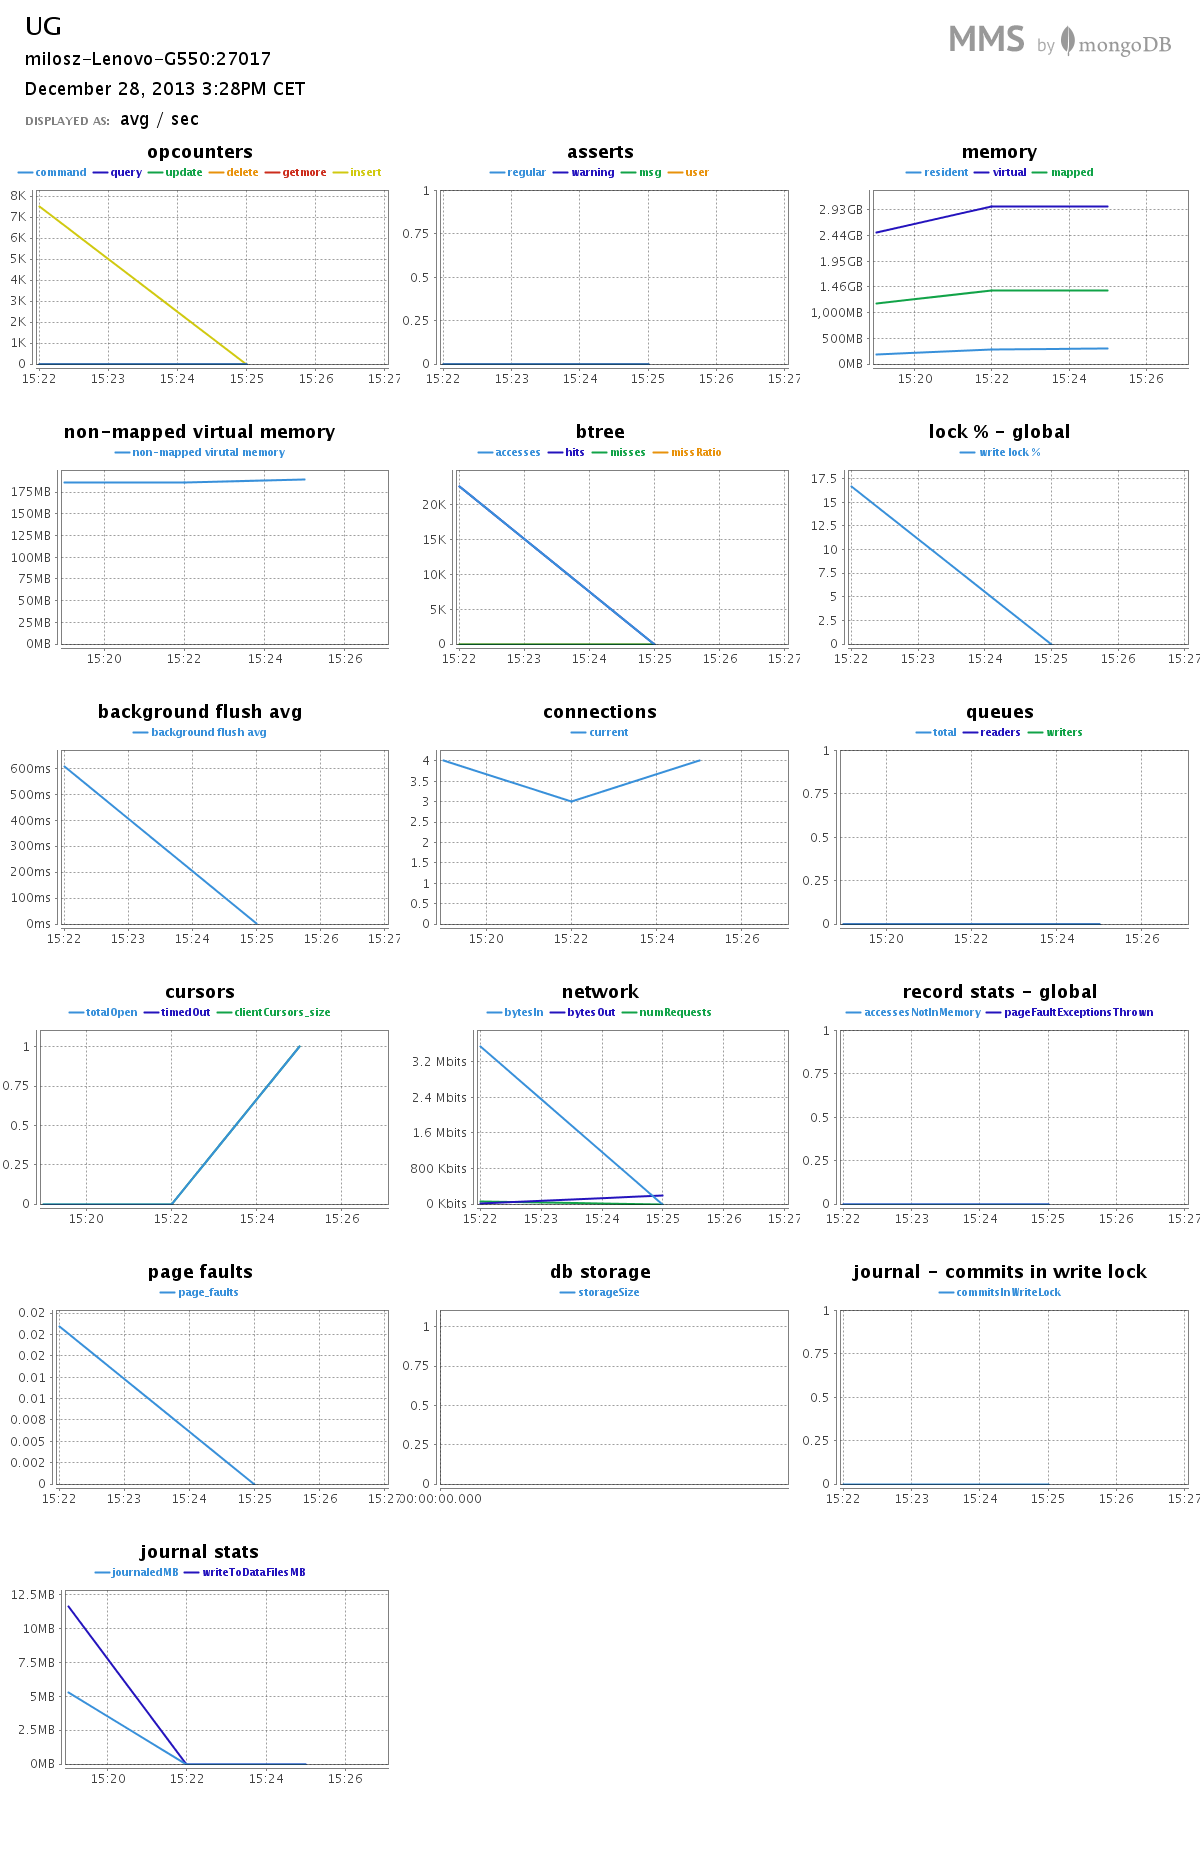 UG
MMS by mongoDB
milosz-Lenovo-G550:27017
December 28, 2013 3:28PM CET
DISPLAYED AS: avg / sec
opcounters
command query update delete getmore insert
8K
7K
6K
5K
4K
3K
2K
1K
0
15:22 15:23 15:24 15:25 15:26 15:27
asserts
regular warning msg user
1
0.75
0.5
0.25
0
15:22 15:23 15:24 15:25 15:26 15:27
memory
resident virtual mapped
2.93GB
2.44GB
1.95GB
1.46GB
1,000MB
500MB
0MB
15:20 15:22 15:24 15:26
non-mapped virtual memory
non-mapped virutal memory
175MB
150MB
125MB
100MB
75MB
50MB
25MB
0MB
15:20 15:22 15:24 15:26
btree
accesses hits misses missRatio
20K
15K
10K
5K
0
15:22 15:23 15:24 15:25 15:26 15:27
lock % - global
write lock %
17.5
15
12.5
10
7.5
5
2.5
0
15:22 15:23 15:24 15:25 15:26 15:27
background flush avg
background flush avg
600ms
500ms
400ms
300ms
200ms
100ms
0ms
15:22 15:23 15:24 15:25 15:26 15:27
connections
current
4
3.5
3
2.5
2
1.5
1
0.5
0
15:20 15:22 15:24 15:26
queues
total readers writers
1
0.75
0.5
0.25
0
15:20 15:22 15:24 15:26
cursors
totalOpen timedOut clientCursors_size
1
0.75
0.5
0.25
0
15:20 15:22 15:24 15:26
network
bytesIn bytesOut numRequests
3.2 Mbits
2.4 Mbits
1.6 Mbits
800 Kbits
0 Kbits
15:22 15:23 15:24 15:25 15:26 15:27
record stats - global
accessesNotInMemory pageFaultExceptionsThrown
1
0.75
0.5
0.25
0
15:22 15:23 15:24 15:25 15:26 15:27
page faults
page_faults
0.02
0.02
0.02
0.01
0.01
0.008
0.005
0.002
0
15:22 15:23 15:24 15:25 15:26 15:27
db storage
storageSize
1
0.75
0.5
0.25
0
00:00:00.000
journal - commits in write lock
commitsInWriteLock
1
0.75
0.5
0.25
0
15:22 15:23 15:24 15:25 15:26 15:27
journal stats
journaledMB writeToDataFilesMB
12.5MB
10MB
7.5MB
5MB
2.5MB
0MB
15:20 15:22 15:24 15:26